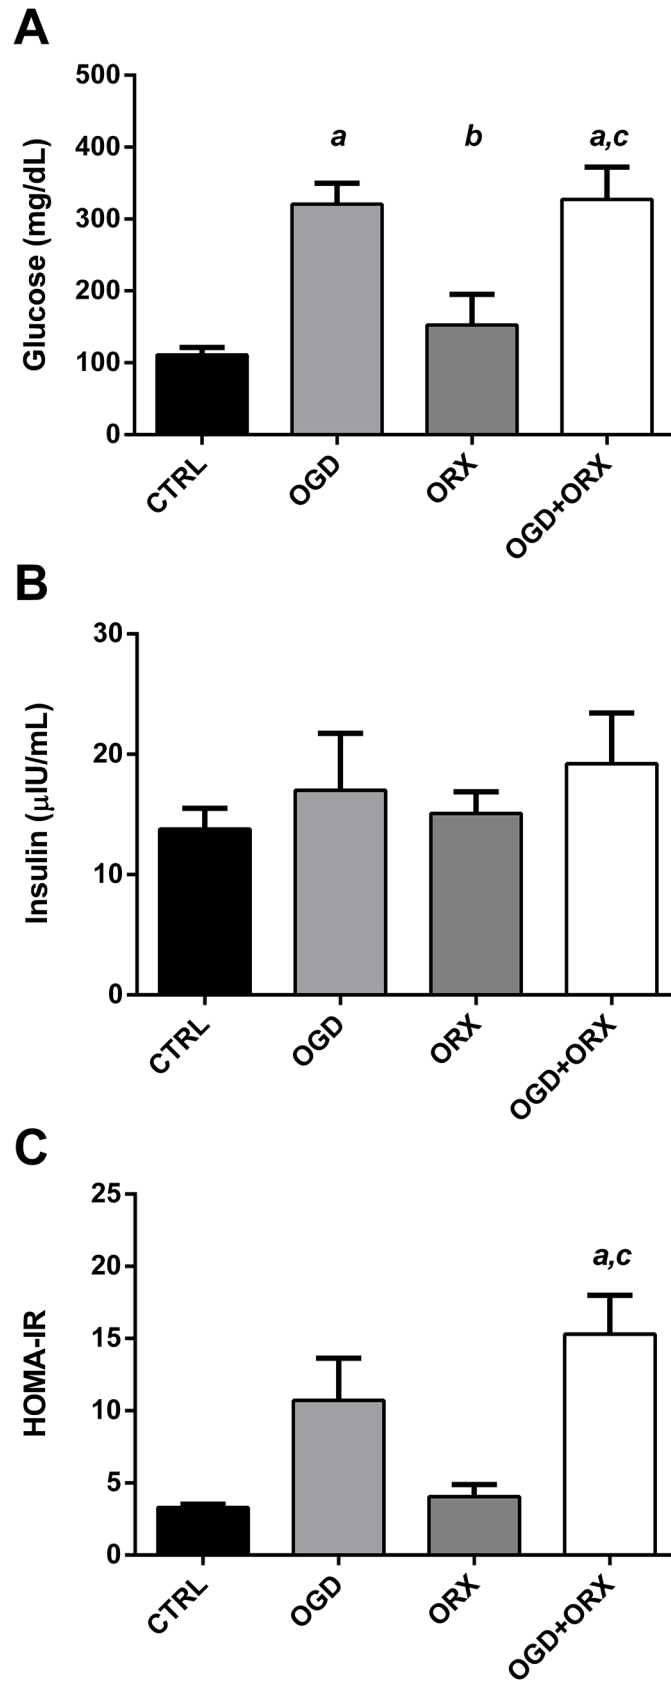 A
Glucose (mg/dL)
500
400
300
200
100
0
a
b
a,c
CTRL
OGD
ORX
OGD+ORX
B
Insulin (μIU/mL)
30
20
10
0
CTRL
OGD
ORX
OGD+ORX
C
HOMA-IR
25
20
15
10
5
0
a,c
CTRL
OGD
ORX
OGD+ORX